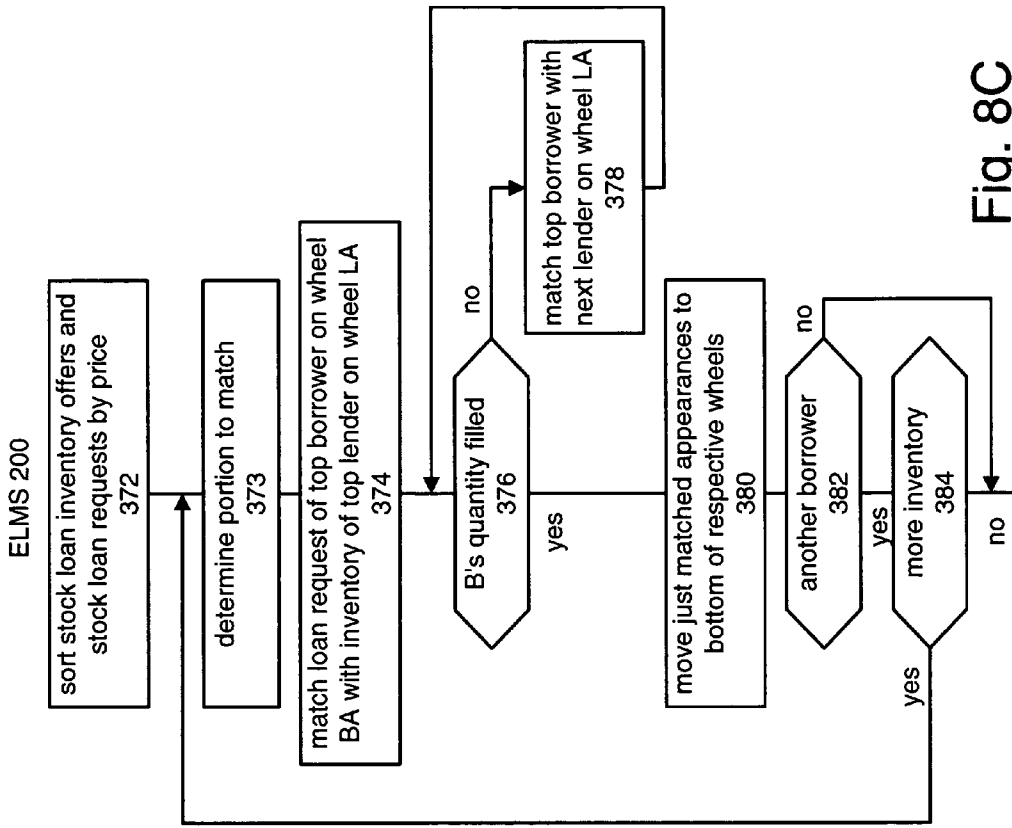 ELMS 200
sort stock loan inventory offers and
stock loan requests by price
372
determine portion to match
373
match loan request of top borrower on wheel
BA with inventory of top lender on wheel LA
374
B's quantity filled
376
no
match top borrower with
next lender on wheel LA
378
yes
move just matched appearances to
bottom of respective wheels
380
another borrower
382
no
yes
more inventory
384
yes
no
Fig. 8C